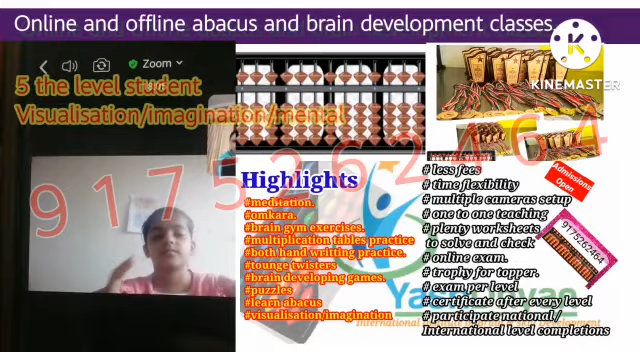 Online and offline abacus and brain development classes
KINEMASTER
Zoom
5 the level student
Visualisation/imagination/mental
9175262464
Highlights
#meditation.
#omkara.
#brain gym exercises.
#multiplication tables practice
#both hand writting practice.
#tounge twisters
#brain developing games.
#puzzles
#learn abacus
#visualisation/imagination
# less fees
# time flexibility
# multiple cameras setup
# one to one teaching
#plenty worksheets
to solve and check
# online exam.
# trophy for topper.
# exam per level
# certificate after every level
# participate national /
International level completions
Admissions
Open
9175262464